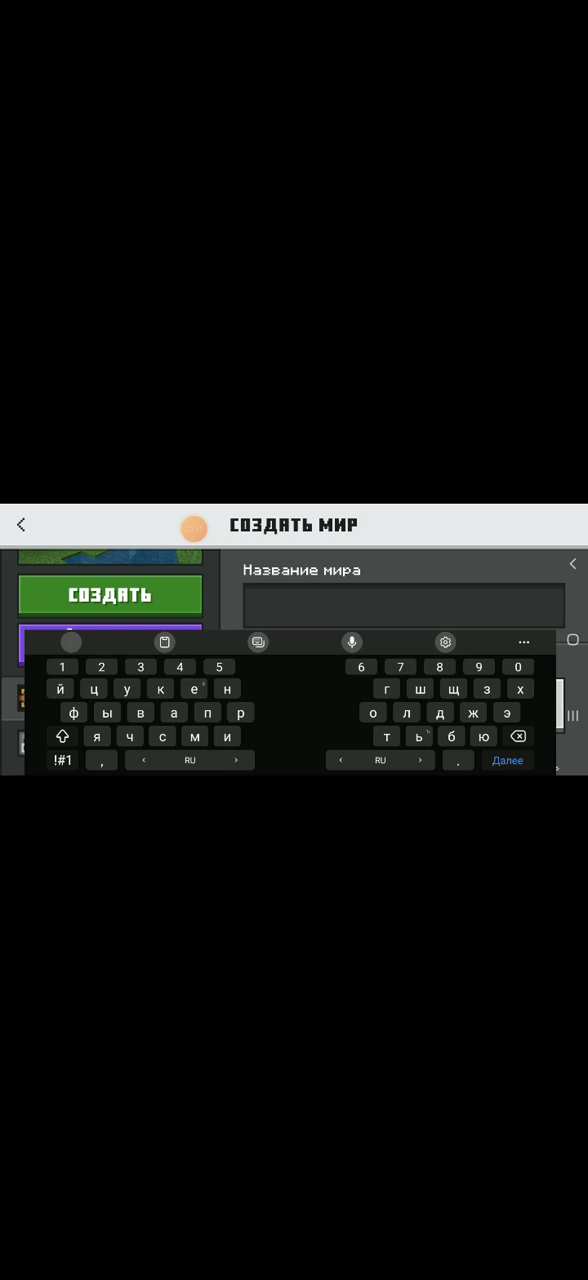 СОЗДАТЬ МИР
Название мира
СОЗДАТЬ
1 2 3 4 5 6 7 8 9 0
й ц у к е н г ш щ з х
ф ы в а п р о л д ж э
я ч с м и т ь б ю
!#1 , RU RU . Далее